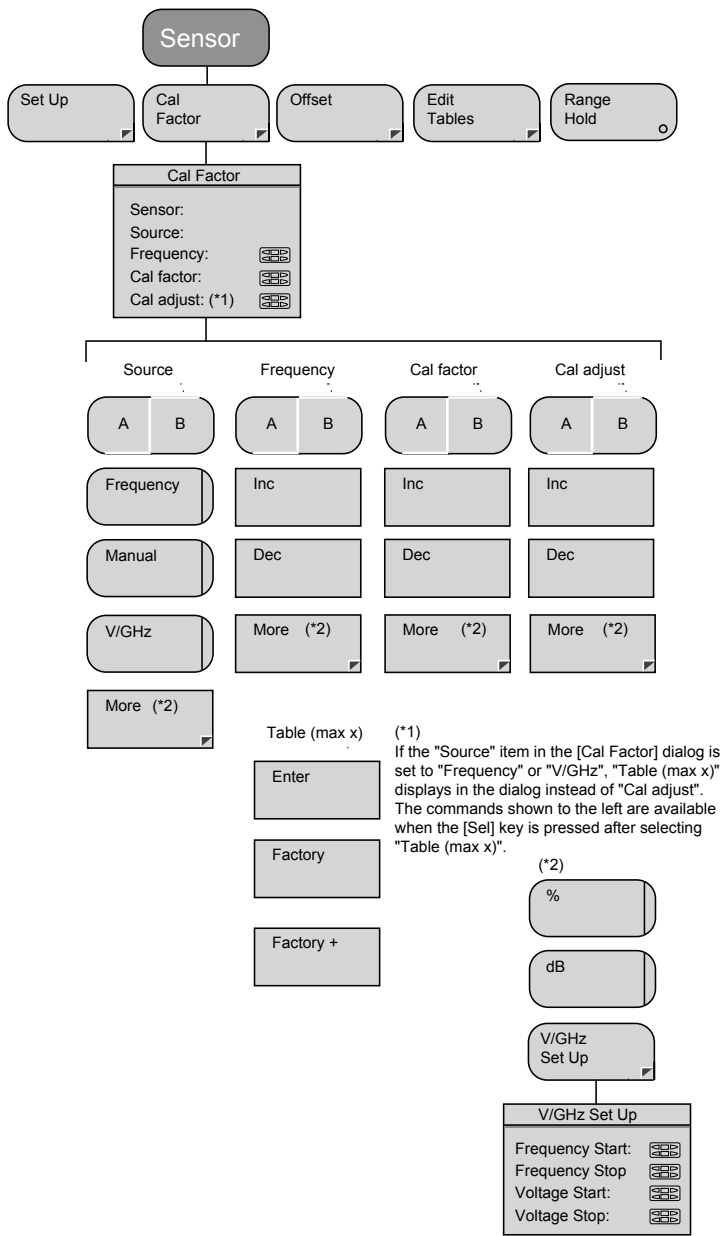 Sensor
Set Up
Cal
Factor
Offset
Edit
Tables
Range
Hold
Cal Factor
Sensor:
Source:
Frequency:
Cal factor:
Cal adjust: (*1)
Source
Frequency
Cal factor
Cal adjust
A B
A B
A B
A B
Frequency
Inc
Inc
Inc
Manual
Dec
Dec
Dec
V/GHz
More (*2)
More (*2)
More (*2)
More (*2)
Table (max x)
Enter
Factory
Factory +
(*1)
If the "Source" item in the [Cal Factor] dialog is
set to "Frequency" or "V/GHz", "Table (max x)"
displays in the dialog instead of "Cal adjust".
The commands shown to the left are available
when the [Sel] key is pressed after selecting
"Table (max x)".
(*2)
%
dB
V/GHz
Set Up
V/GHz Set Up
Frequency Start:
Frequency Stop
Voltage Start:
Voltage Stop: